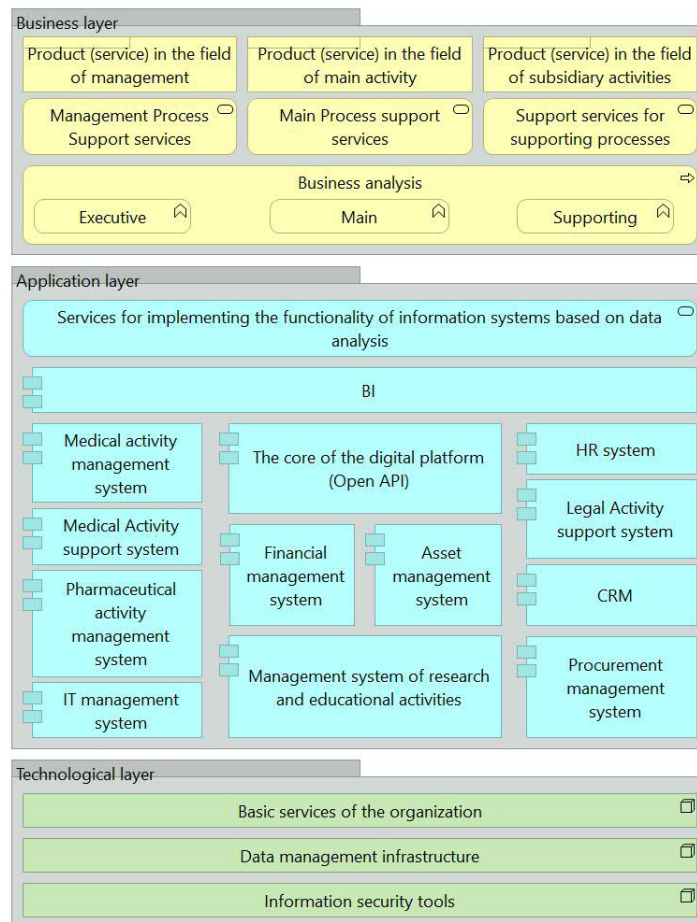 Business layer
Product (service) in the field
of management
Product (service) in the field
of main activity
Product (service) in the field
of subsidiary activities
Management Process
Support services
Main Process support
services
Support services for
supporting processes
Business analysis
Executive
Main
Supporting
Application layer
Services for implementing the functionality of information systems based on data
analysis
BI
Medical activity
management
system
Medical Activity
support system
Pharmaceutical
activity
management
system
IT management
system
The core of the digital platform
(Open API)
Financial
management
system
Asset
management
system
Management system of research
and educational activities
HR system
Legal Activity
support system
CRM
Procurement
management
system
Technological layer
Basic services of the organization
Data management infrastructure
Information security tools